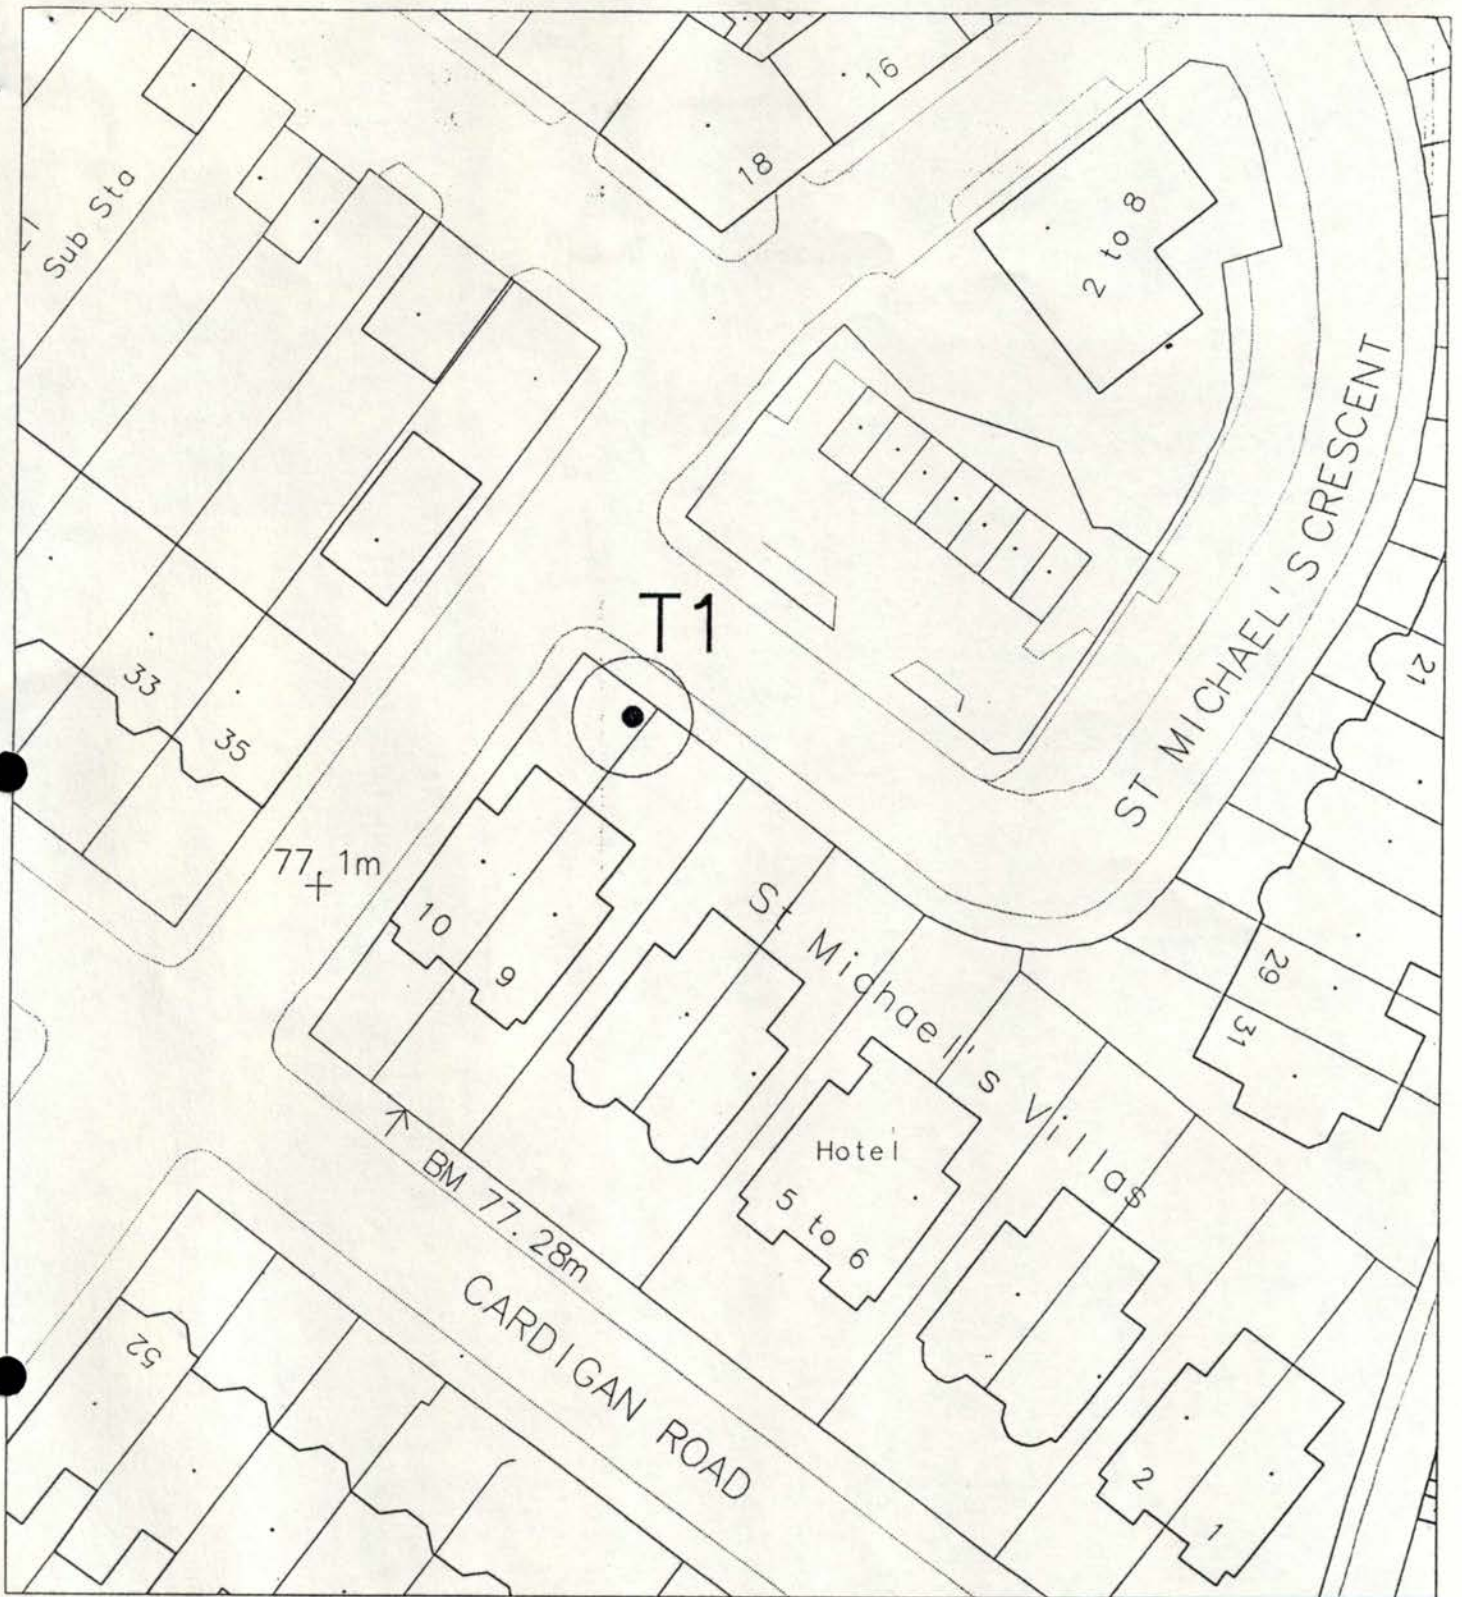 16
18
Sub Sta
2 to 8
ST MICHAEL'S CRESCENT
T1
21
33
35
77.1m
10
9
St Michael's Villas
29
31
Hotel
5 to 6
BM 77.28m
CARDIGAN ROAD
52
2
1